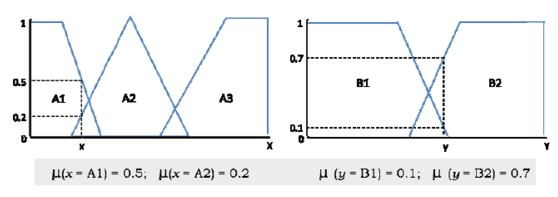 1
0.5
0.2
0
A1
A2
A3
x
X
1
0.7
0.1
0
B1
B2
y
Y
μ(x = A1) = 0.5; μ(x = A2) = 0.2
μ (y = B1) = 0.1; μ (y = B2) = 0.7